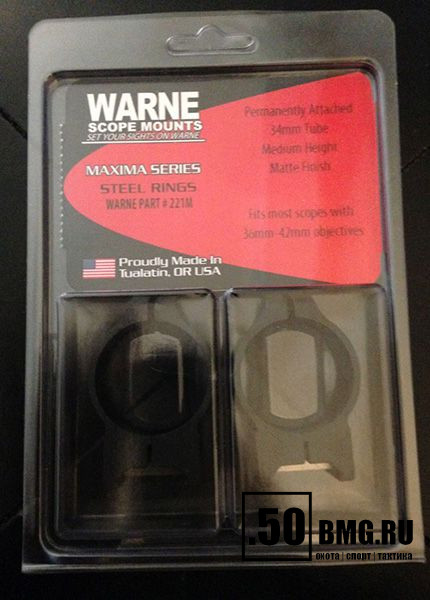 WARNE
SCOPE MOUNTS
SET YOUR SIGHTS ON WARNE
MAXIMA SERIES
STEEL RINGS
WARNE PART # 221M
Permanently Attached
34mm Tube
Medium Height
Matte Finish
Fits most scopes with
36mm-42mm objectives
Proudly Made In
Tualatin, OR USA
.50 BMG.RU
охота | спорт | тактика